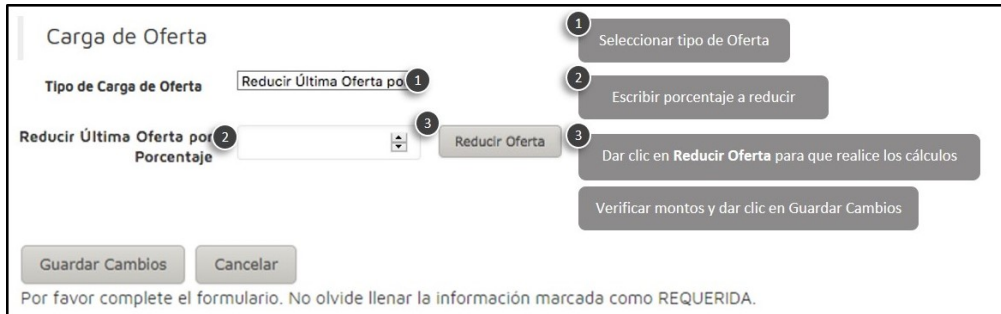 Carga de Oferta
1
Seleccionar tipo de Oferta
Tipo de Carga de Oferta
Reducir Última Oferta po
1
2
Escribir porcentaje a reducir
Reducir Última Oferta por
Porcentaje
2
3
Reducir Oferta
3
Dar clic en Reducir Oferta para que realice los cálculos
Verificar montos y dar clic en Guardar Cambios
Guardar Cambios
Cancelar
Por favor complete el formulario. No olvide llenar la información marcada como REQUERIDA.